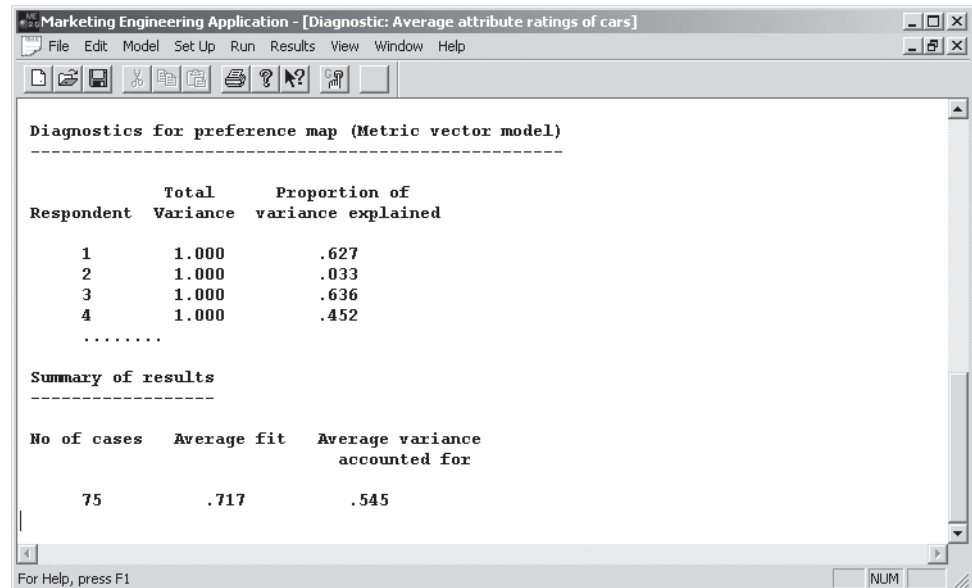 Marketing Engineering Application - [Diagnostic: Average attribute ratings of cars]
File Edit Model Set Up Run Results View Window Help
Diagnostics for preference map (Metric vector model)
----------------------------------------------------
Total Proportion of
Respondent Variance variance explained
1 1.000 .627
2 1.000 .033
3 1.000 .636
4 1.000 .452
........
Summary of results
------------------
No of cases Average fit Average variance
accounted for
75 .717 .545
For Help, press F1 NUM